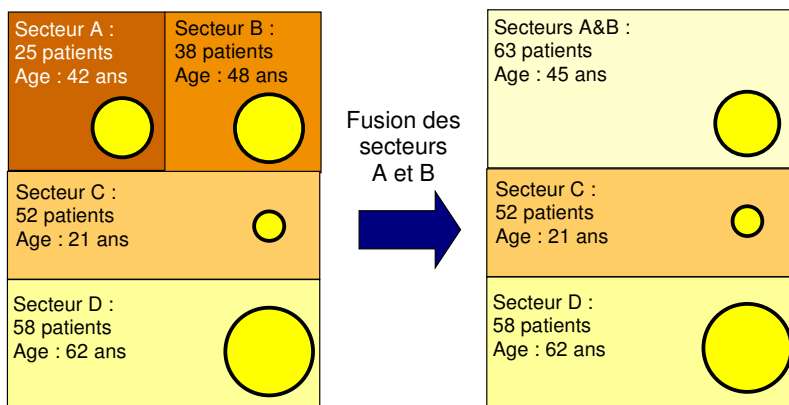 Secteur A :
25 patients
Age : 42 ans
Secteur B :
38 patients
Age : 48 ans
Secteur C :
52 patients
Age : 21 ans
Secteur D :
58 patients
Age : 62 ans
Fusion des
secteurs
A et B
Secteurs A&B :
63 patients
Age : 45 ans
Secteur C :
52 patients
Age : 21 ans
Secteur D :
58 patients
Age : 62 ans